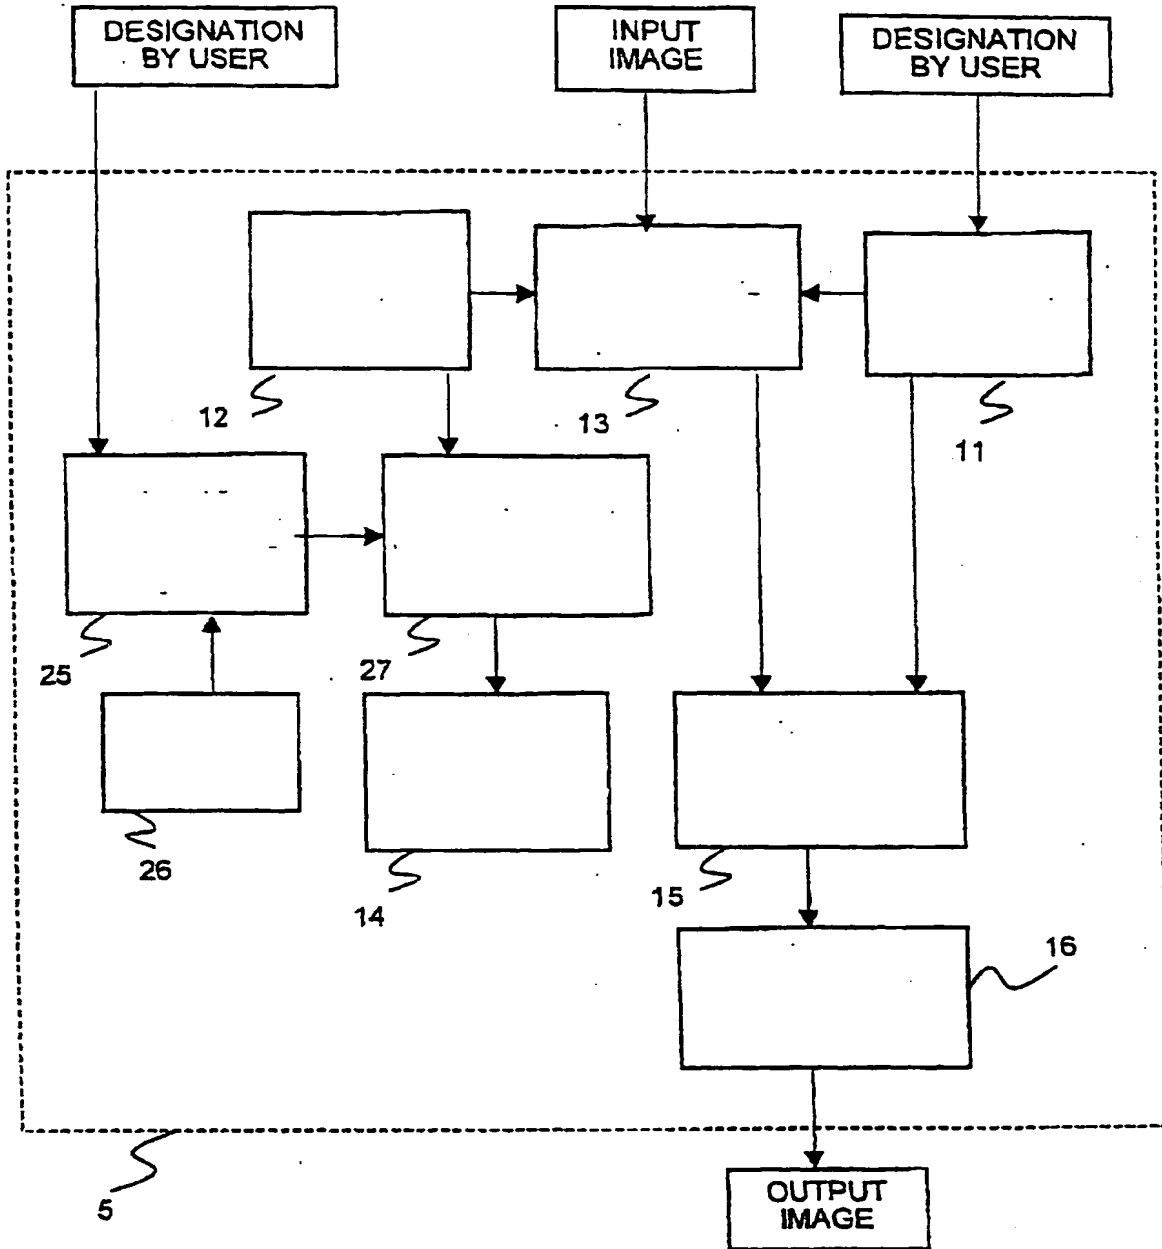 DESIGNATION
BY USER
INPUT
IMAGE
DESIGNATION
BY USER
12
13
11
25
27
26
14
15
16
5
OUTPUT
IMAGE